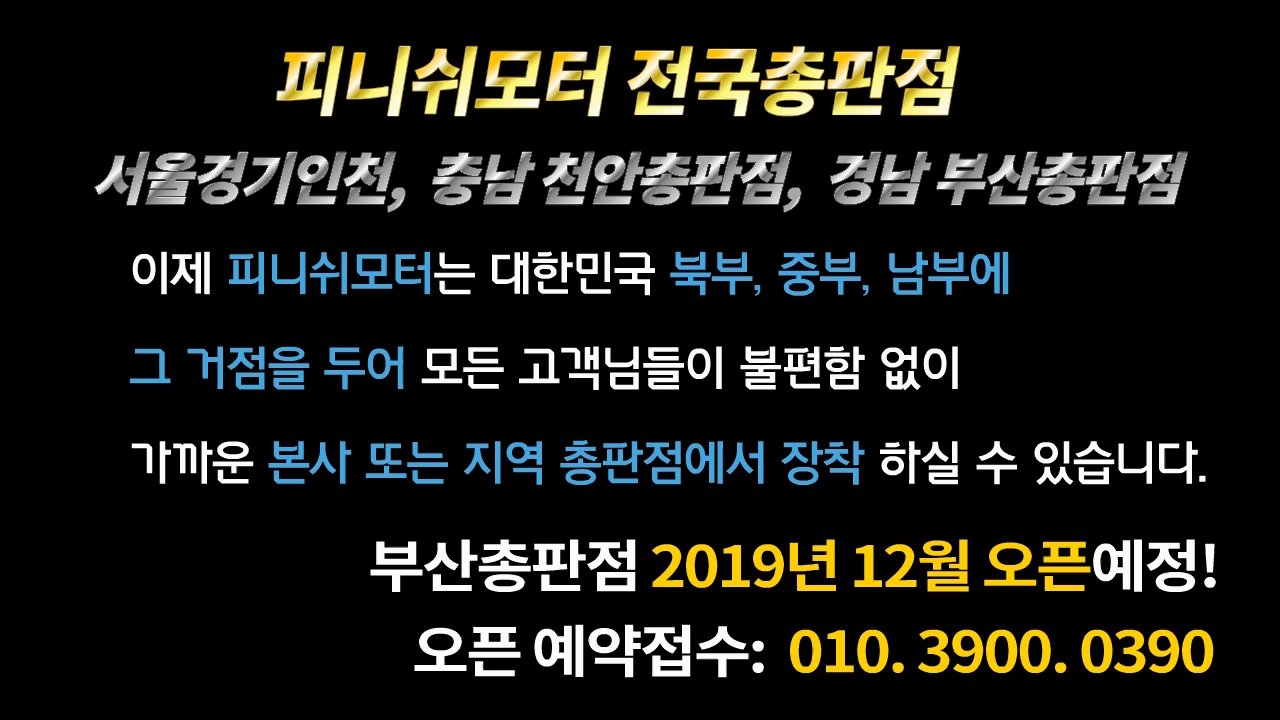 피니쉬모터 전국총판점
서울경기인천, 충남 천안총판점, 경남 부산총판점
이제 피니쉬모터는 대한민국 북부, 중부, 남부에
그 거점을 두어 모든 고객님들이 불편함 없이
가까운 본사 또는 지역 총판점에서 장착 하실 수 있습니다.
부산총판점 2019년 12월 오픈예정!
오픈 예약접수: 010. 3900. 0390